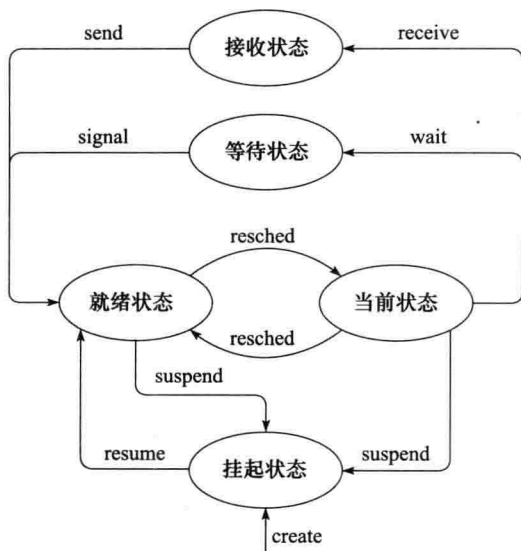 send
接收状态
receive
signal
等待状态
wait
resched
就绪状态
当前状态
resched
suspend
resume
挂起状态
suspend
create